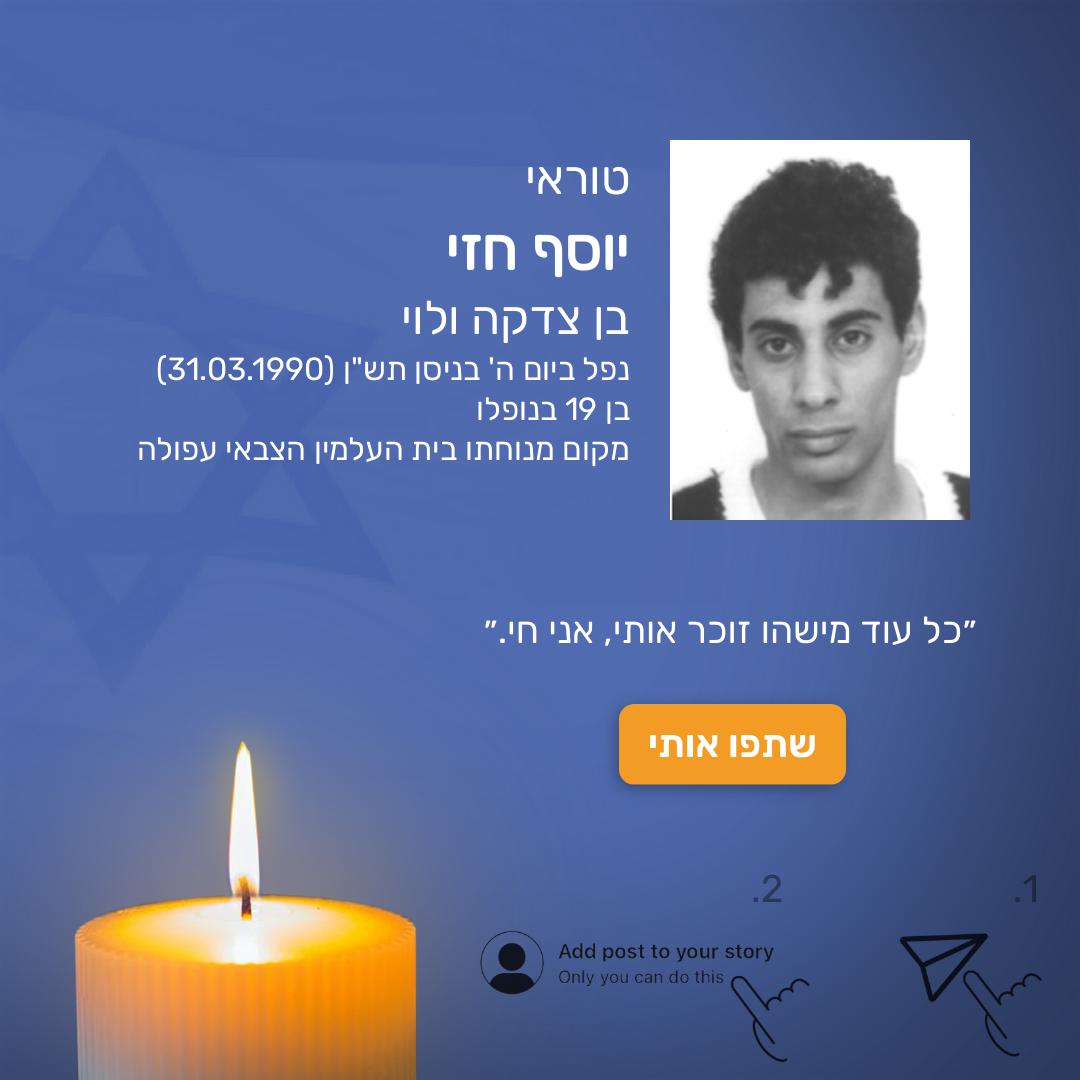 טוראי
יוסף חזי
בן צדקה ולוי
נפל ביום ה' בניסן תש"ן (31.03.1990)
בן 19 בנופלו
מקום מנוחתו בית העלמין הצבאי עפולה
״כל עוד מישהו זוכר אותי, אני חי.״
שתפו אותי
.1
.2
Add post to your story
Only you can do this